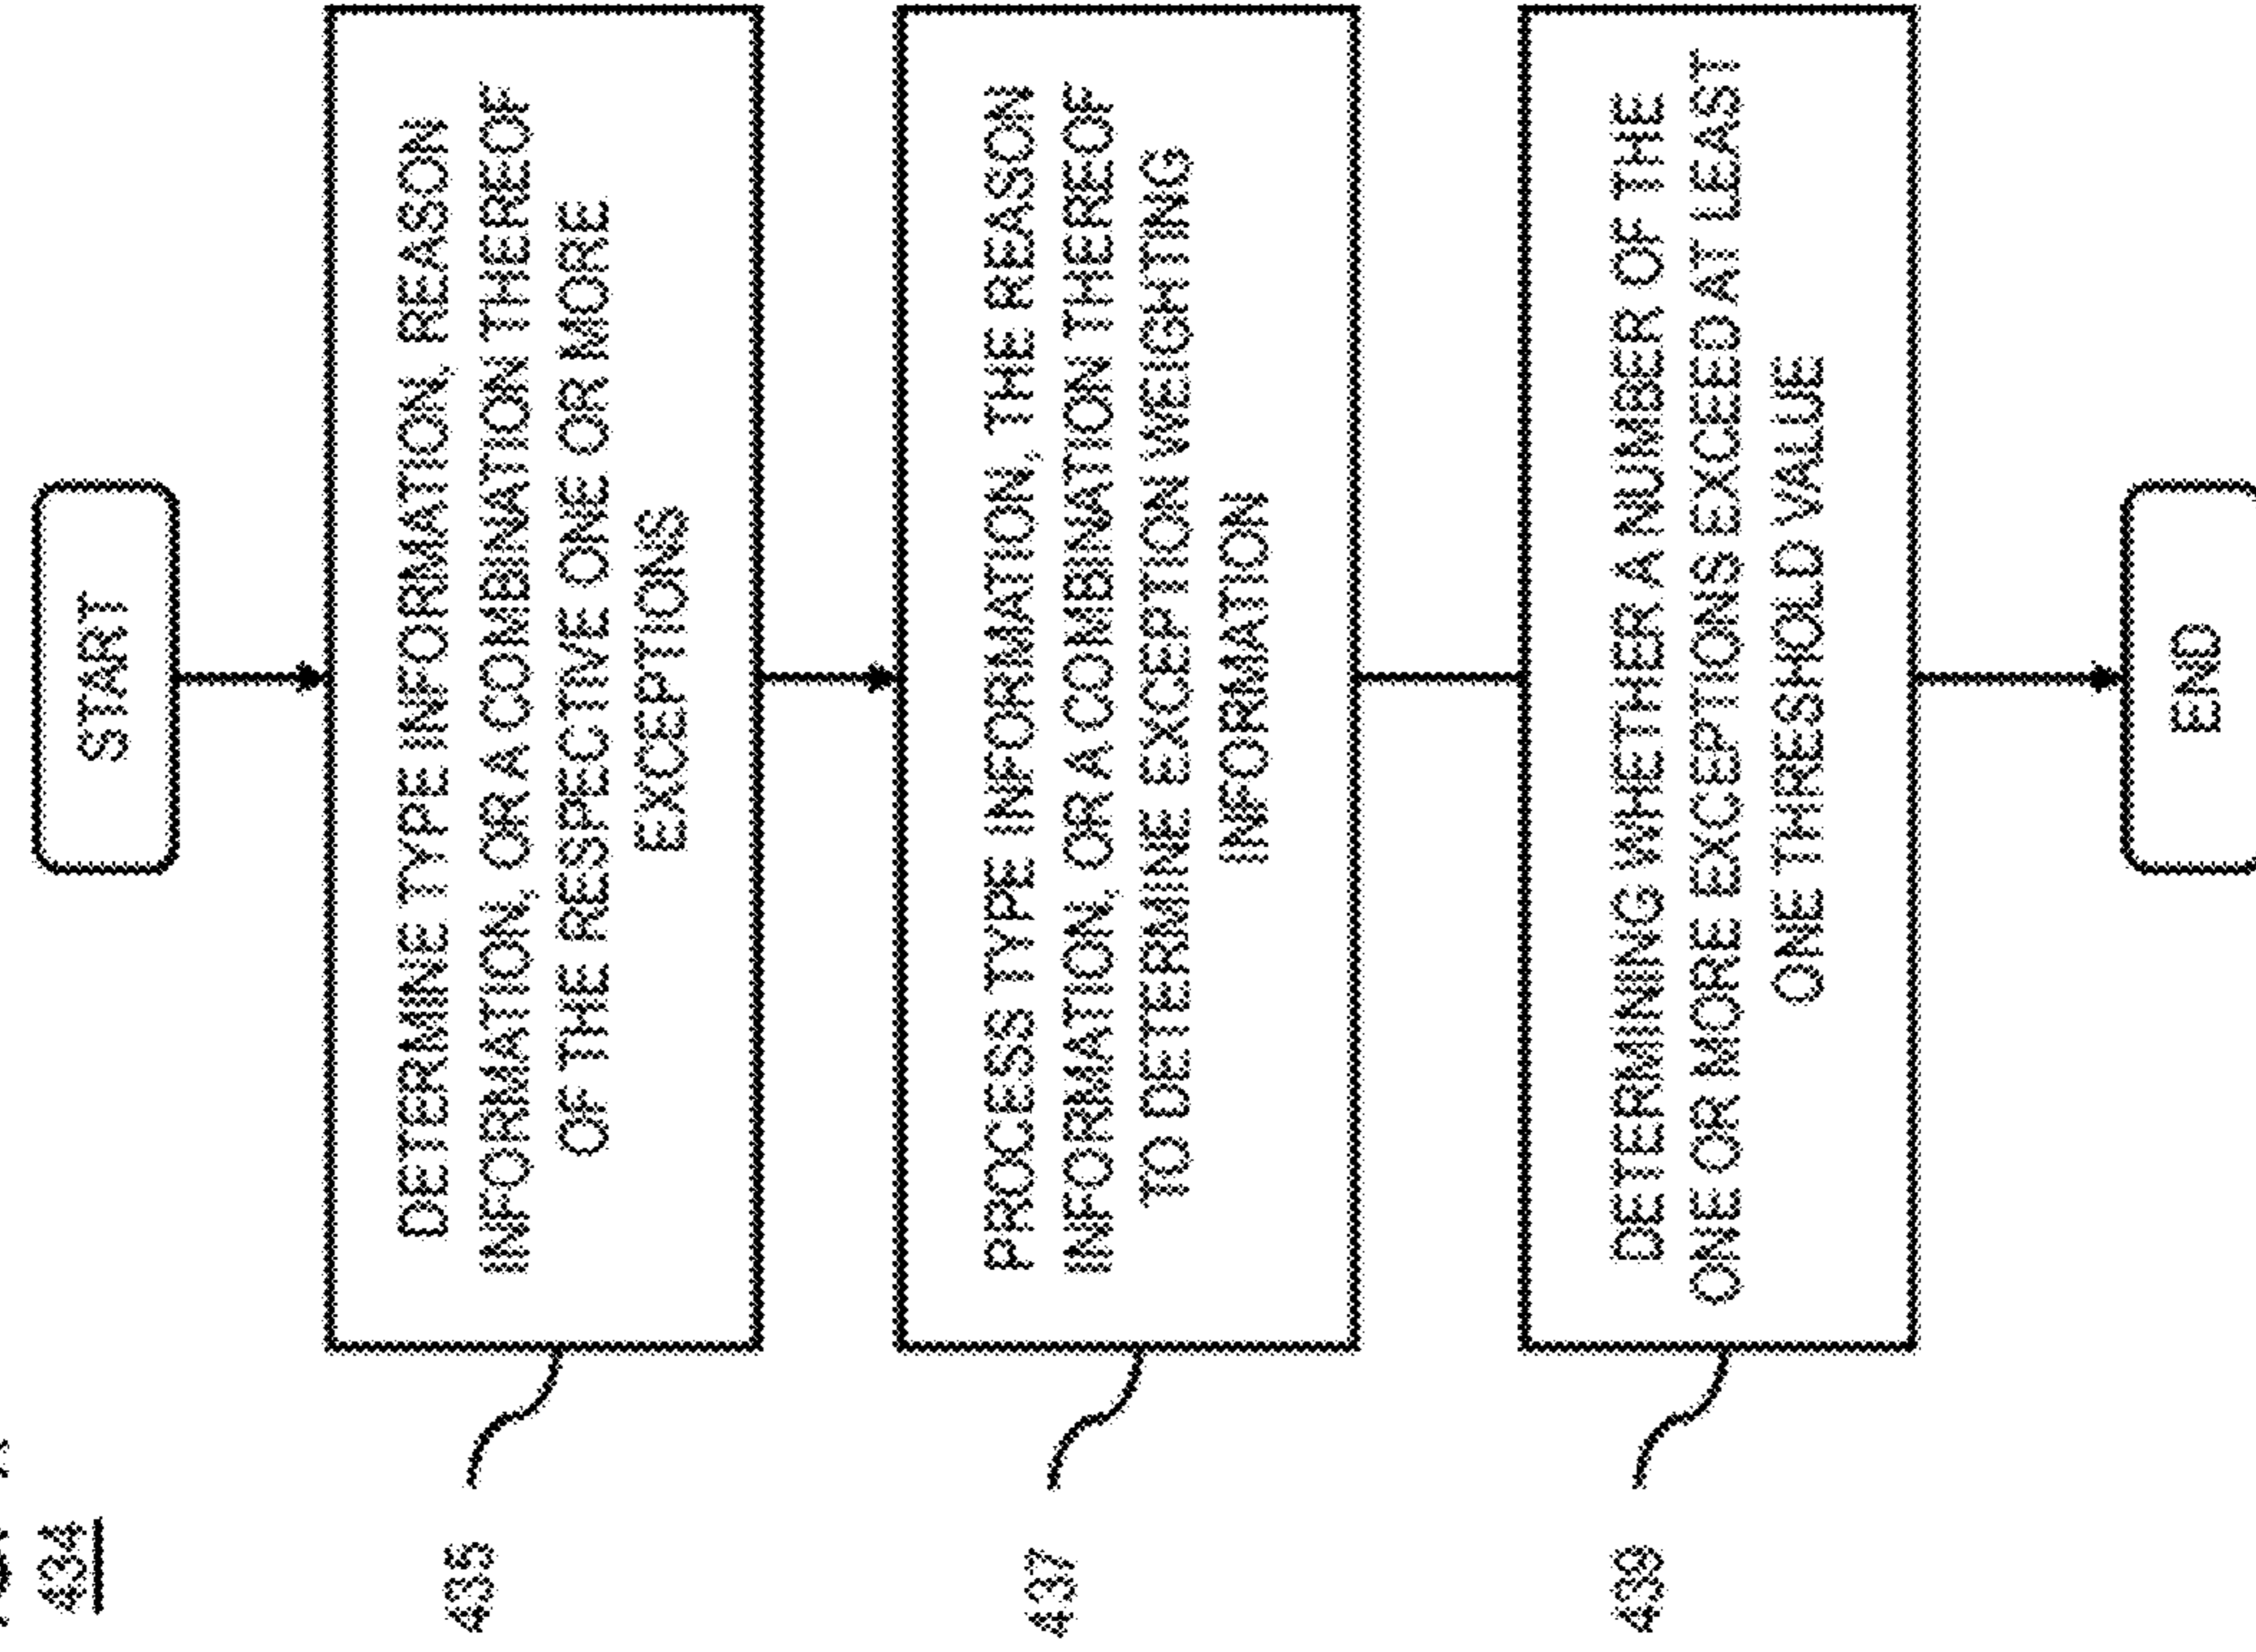 434
START
435
DETERMINE TYPE INFORMATION, REASON
INFORMATION, OR A COMBINATION THEREOF
OF THE RESPECTIVE ONE OR MORE
EXCEPTIONS
437
PROCESS TYPE INFORMATION, THE REASON
INFORMATION, OR A COMBINATION THEREOF
TO DETERMINE EXCEPTION WEIGHTING
INFORMATION
439
DETERMINING WHETHER A NUMBER OF THE
ONE OR MORE EXCEPTIONS EXCEED AT LEAST
ONE THRESHOLD VALUE
END